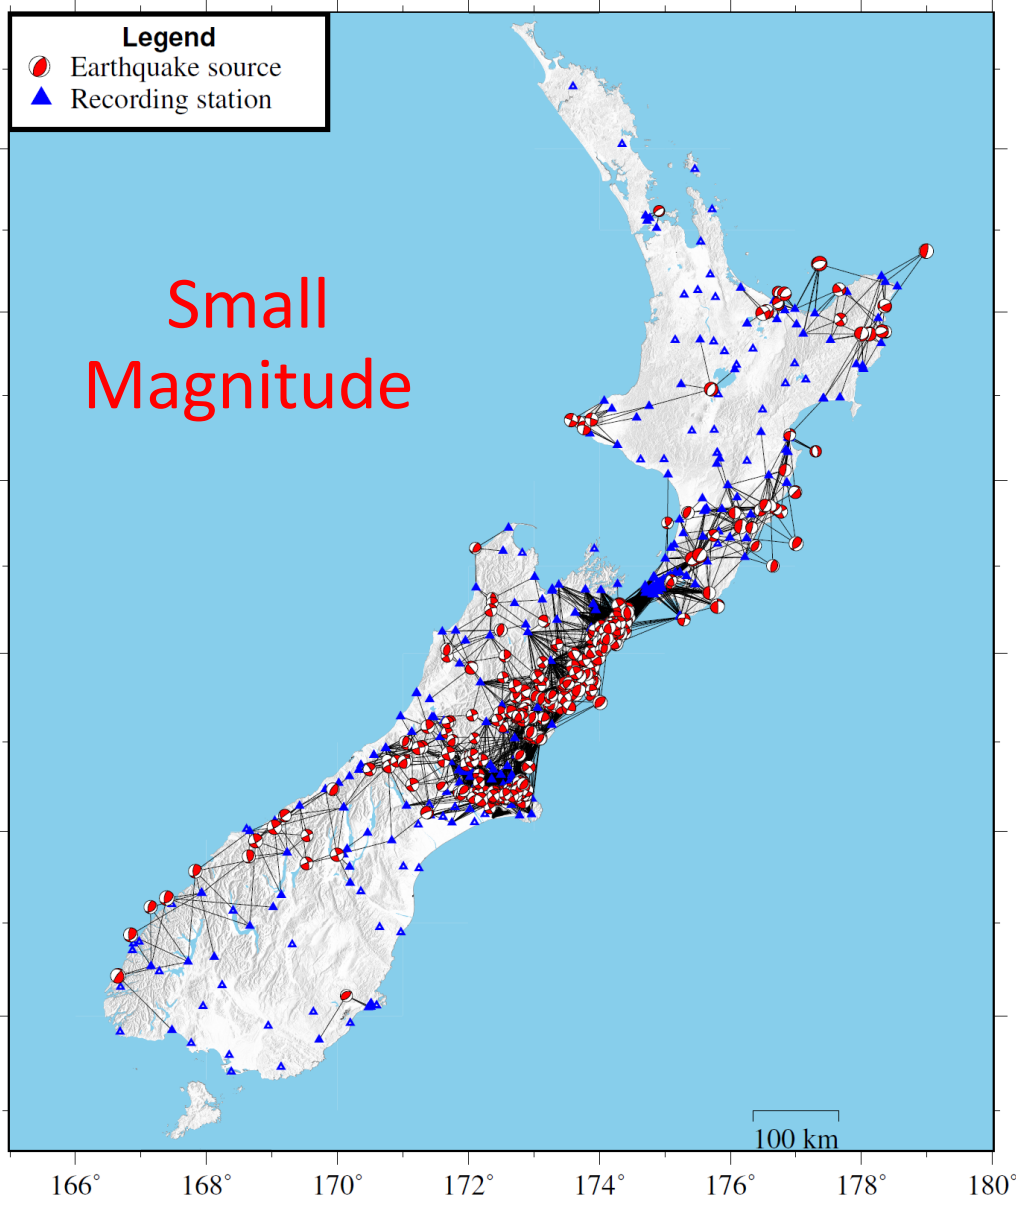 Legend
Earthquake source
Recording station
Small
Magnitude
100 km
166° 168° 170° 172° 174° 176° 178° 180°